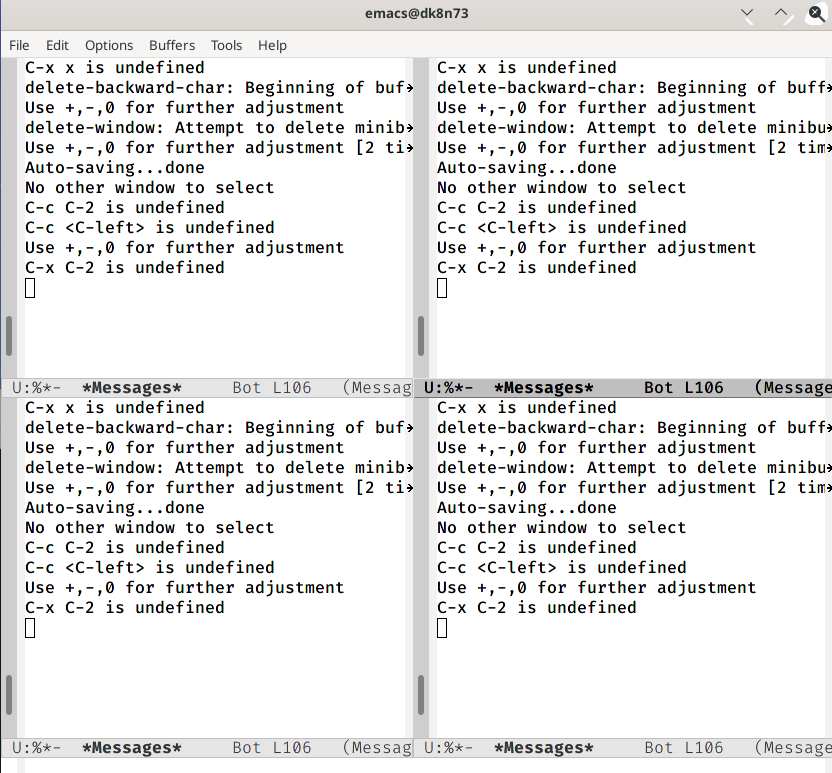 emacs@dk8n73
File Edit Options Buffers Tools Help
C-x x is undefined
delete-backward-char: Beginning of buf
Use +,-,0 for further adjustment
delete-window: Attempt to delete minib
Use +,-,0 for further adjustment [2 ti
Auto-saving...done
No other window to select
C-c C-2 is undefined
C-c <C-left> is undefined
Use +,-,0 for further adjustment
C-x C-2 is undefined
U:%*-  *Messages*     Bot L106   (Messag
C-x x is undefined
delete-backward-char: Beginning of buff
Use +,-,0 for further adjustment
delete-window: Attempt to delete minibu
Use +,-,0 for further adjustment [2 tim
Auto-saving...done
No other window to select
C-c C-2 is undefined
C-c <C-left> is undefined
Use +,-,0 for further adjustment
C-x C-2 is undefined
U:%*-  *Messages*     Bot L106   (Message
C-x x is undefined
delete-backward-char: Beginning of buf
Use +,-,0 for further adjustment
delete-window: Attempt to delete minib
Use +,-,0 for further adjustment [2 ti
Auto-saving...done
No other window to select
C-c C-2 is undefined
C-c <C-left> is undefined
Use +,-,0 for further adjustment
C-x C-2 is undefined
U:%*-  *Messages*     Bot L106   (Messag
C-x x is undefined
delete-backward-char: Beginning of buff
Use +,-,0 for further adjustment
delete-window: Attempt to delete minibu
Use +,-,0 for further adjustment [2 tim
Auto-saving...done
No other window to select
C-c C-2 is undefined
C-c <C-left> is undefined
Use +,-,0 for further adjustment
C-x C-2 is undefined
U:%*-  *Messages*     Bot L106   (Message